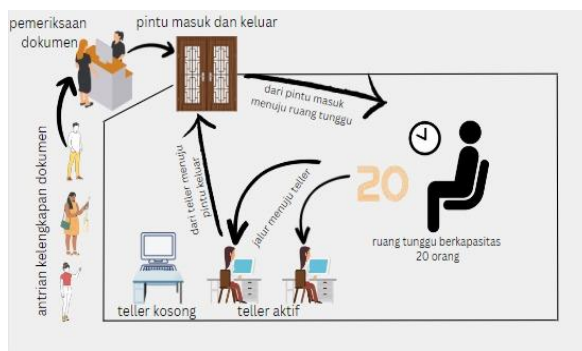 pemeriksaan
dokumen
pintu masuk dan keluar
dari pintu masuk
menuju ruang tunggu
antrian kelengkapan dokumen
dari teller menuju
pintu keluar
jalur menuju teller
20
ruang tunggu berkapasitas
20 orang
teller kosong
teller aktif